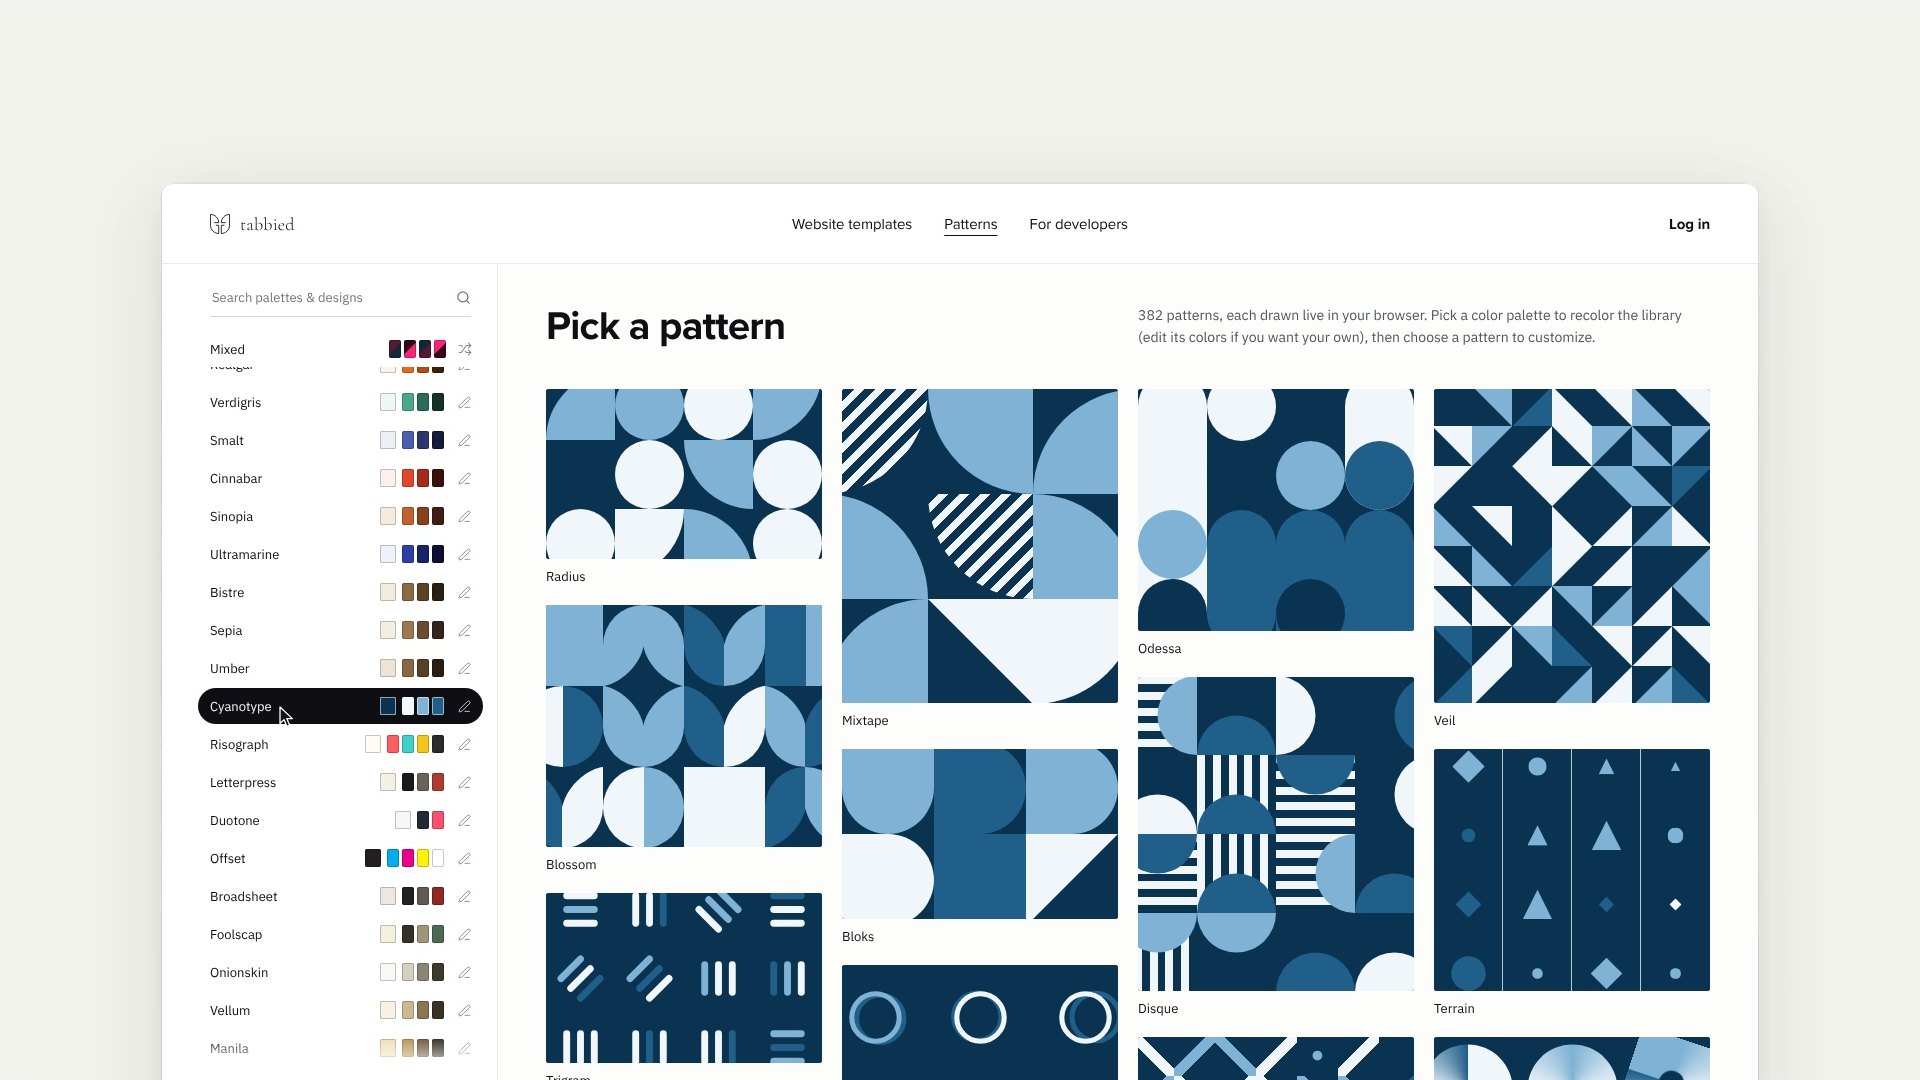 tabbied
Website templates
Patterns
For developers
Log in
Search palettes & designs
Mixed
Realgar
Verdigris
Smalt
Cinnabar
Sinopia
Ultramarine
Bistre
Sepia
Umber
Cyanotype
Risograph
Letterpress
Duotone
Offset
Broadsheet
Foolscap
Onionskin
Vellum
Manila
Pick a pattern
382 patterns, each drawn live in your browser. Pick a color palette to recolor the library
(edit its colors if you want your own), then choose a pattern to customize.
Radius
Mixtape
Odessa
Veil
Blossom
Bloks
Disque
Terrain
Trigram